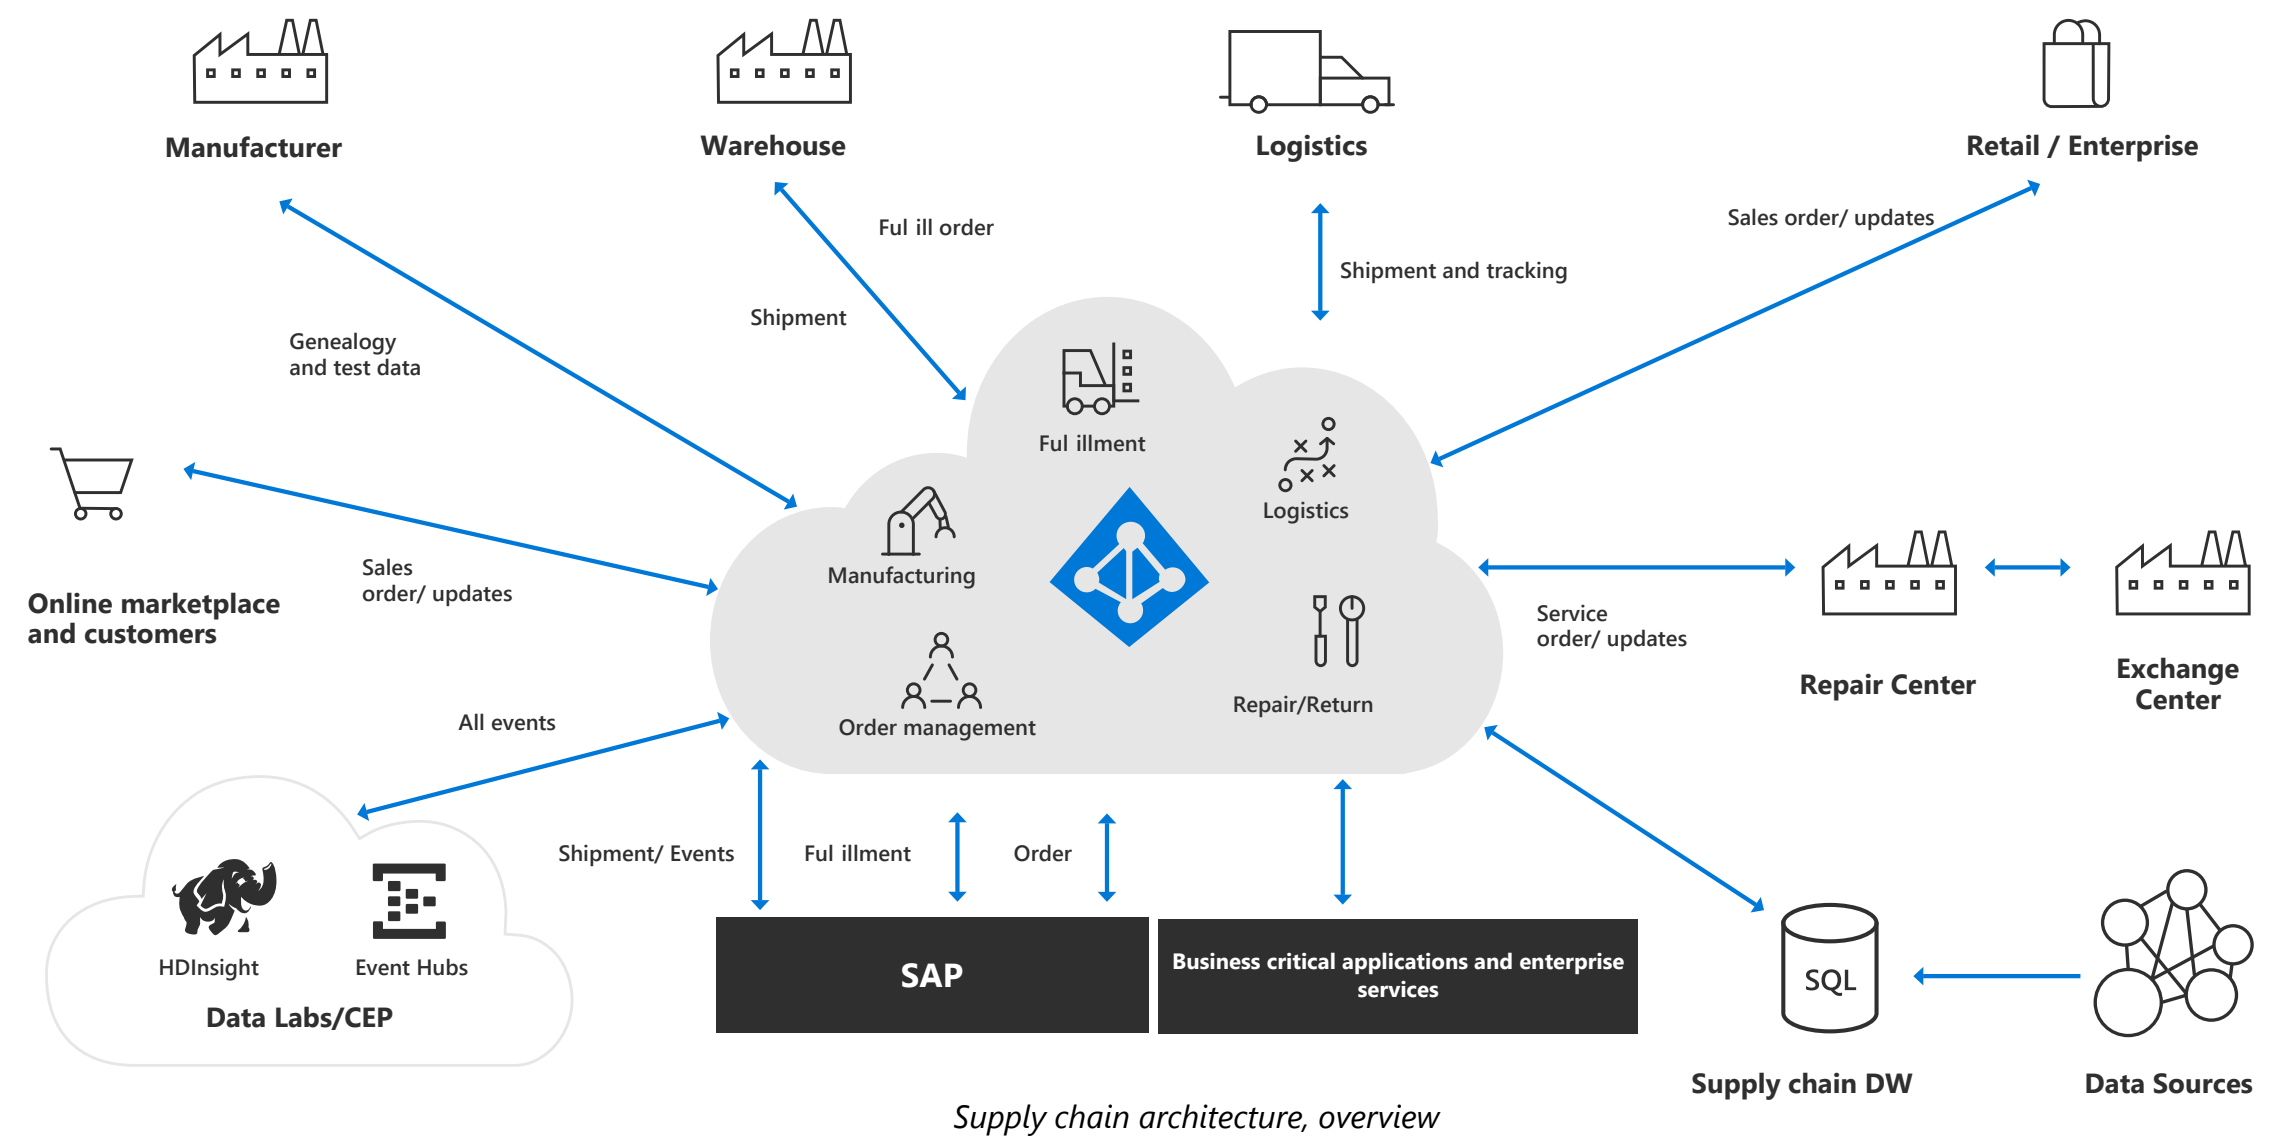 Manufacturer
Warehouse
Logistics
Retail / Enterprise
Ful ill order
Sales order/ updates
Shipment and tracking
Shipment
Genealogy
and test data
Ful illment
Logistics
Manufacturing
Sales
order/ updates
Online marketplace
and customers
Service
order/ updates
Repair Center
Exchange
Center
Repair/Return
Order management
All events
Shipment/ Events
Ful illment
Order
HDInsight
Event Hubs
Data Labs/CEP
SAP
Business critical applications and enterprise
services
SQL
Supply chain DW
Data Sources
Supply chain architecture, overview